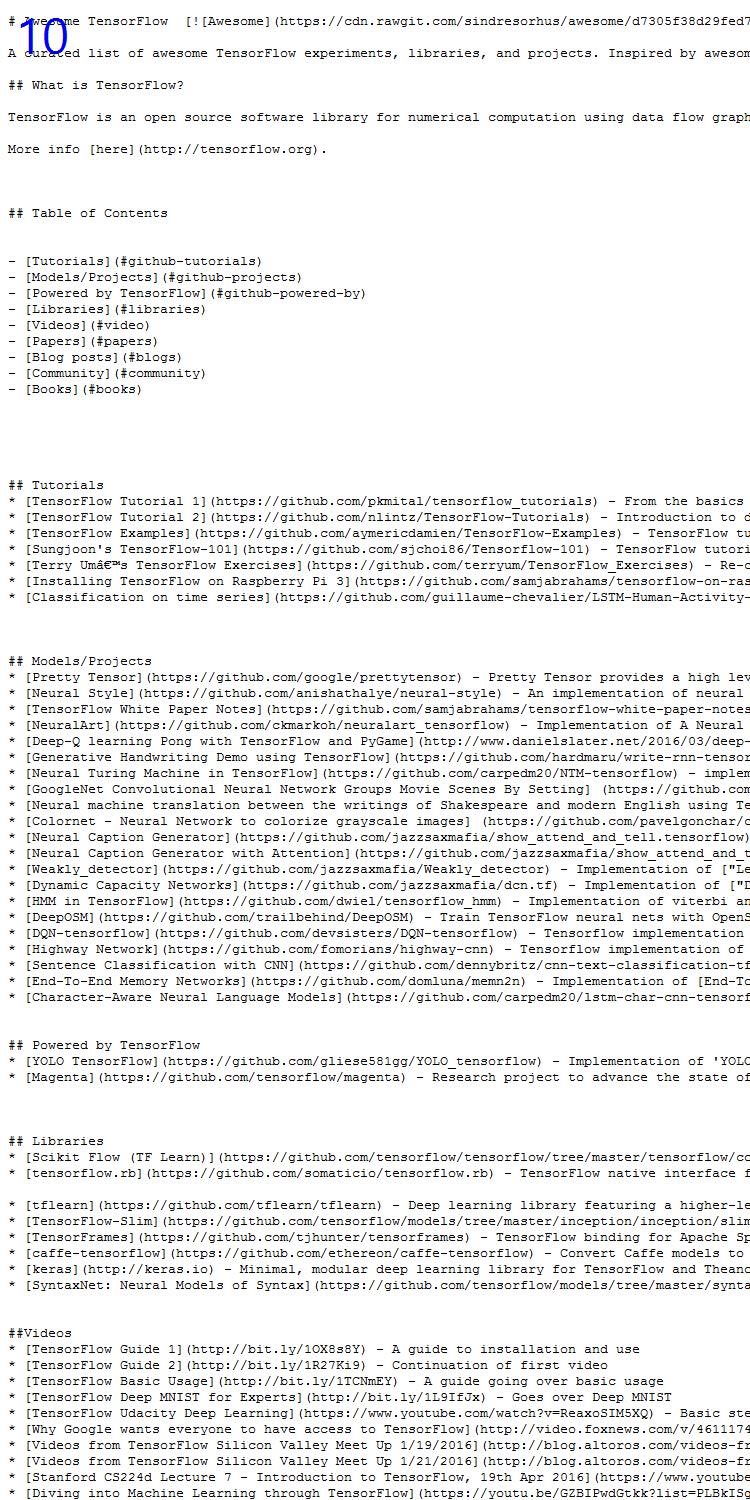 # Awesome TensorFlow  [![Awesome](https://cdn.rawgit.com/sindresorhus/awesome/d7305f38d29fed7
10
A curated list of awesome TensorFlow experiments, libraries, and projects. Inspired by awesom
## What is TensorFlow?
TensorFlow is an open source software library for numerical computation using data flow graph
More info [here](http://tensorflow.org).
## Table of Contents
- [Tutorials](#github-tutorials)
- [Models/Projects](#github-projects)
- [Powered by TensorFlow](#github-powered-by)
- [Libraries](#libraries)
- [Videos](#video)
- [Papers](#papers)
- [Blog posts](#blogs)
- [Community](#community)
- [Books](#books)
## Tutorials
* [TensorFlow Tutorial 1](https://github.com/pkmital/tensorflow_tutorials) - From the basics
* [TensorFlow Tutorial 2](https://github.com/nlintz/TensorFlow-Tutorials) - Introduction to d
* [TensorFlow Examples](https://github.com/aymericdamien/TensorFlow-Examples) - TensorFlow tu
* [Sungjoon's TensorFlow-101](https://github.com/sjchoi86/Tensorflow-101) - TensorFlow tutori
* [Terry Umâ€™s TensorFlow Exercises](https://github.com/terryum/TensorFlow_Exercises) - Re-c
* [Installing TensorFlow on Raspberry Pi 3](https://github.com/samjabrahams/tensorflow-on-ras
* [Classification on time series](https://github.com/guillaume-chevalier/LSTM-Human-Activity-
## Models/Projects
* [Pretty Tensor](https://github.com/google/prettytensor) - Pretty Tensor provides a high lev
* [Neural Style](https://github.com/anishathalye/neural-style) - An implementation of neural
* [TensorFlow White Paper Notes](https://github.com/samjabrahams/tensorflow-white-paper-notes
* [NeuralArt](https://github.com/ckmarkoh/neuralart_tensorflow) - Implementation of A Neural
* [Deep-Q learning Pong with TensorFlow and PyGame](http://www.danielslater.net/2016/03/deep-
* [Generative Handwriting Demo using TensorFlow](https://github.com/hardmaru/write-rnn-tensor
* [Neural Turing Machine in TensorFlow](https://github.com/carpedm20/NTM-tensorflow) - implem
* [GoogleNet Convolutional Neural Network Groups Movie Scenes By Setting] (https://github.com
* [Neural machine translation between the writings of Shakespeare and modern English using Te
* [Colornet - Neural Network to colorize grayscale images] (https://github.com/pavelgonchar/c
* [Neural Caption Generator](https://github.com/jazzsaxmafia/show_attend_and_tell.tensorflow)
* [Neural Caption Generator with Attention](https://github.com/jazzsaxmafia/show_attend_and_t
* [Weakly_detector](https://github.com/jazzsaxmafia/Weakly_detector) - Implementation of ["Le
* [Dynamic Capacity Networks](https://github.com/jazzsaxmafia/dcn.tf) - Implementation of ["D
* [HMM in TensorFlow](https://github.com/dwiel/tensorflow_hmm) - Implementation of viterbi an
* [DeepOSM](https://github.com/trailbehind/DeepOSM) - Train TensorFlow neural nets with OpenS
* [DQN-tensorflow](https://github.com/devsisters/DQN-tensorflow) - Tensorflow implementation
* [Highway Network](https://github.com/fomorians/highway-cnn) - Tensorflow implementation of
* [Sentence Classification with CNN](https://github.com/dennybritz/cnn-text-classification-tf
* [End-To-End Memory Networks](https://github.com/domluna/memn2n) - Implementation of [End-To
* [Character-Aware Neural Language Models](https://github.com/carpedm20/lstm-char-cnn-tensorf
## Powered by TensorFlow
* [YOLO TensorFlow](https://github.com/gliese581gg/YOLO_tensorflow) - Implementation of 'YOLO
* [Magenta](https://github.com/tensorflow/magenta) - Research project to advance the state of
## Libraries
* [Scikit Flow (TF Learn)](https://github.com/tensorflow/tensorflow/tree/master/tensorflow/co
* [tensorflow.rb](https://github.com/somaticio/tensorflow.rb) - TensorFlow native interface f
* [tflearn](https://github.com/tflearn/tflearn) - Deep learning library featuring a higher-le
* [TensorFlow-Slim](https://github.com/tensorflow/models/tree/master/inception/inception/slim
* [TensorFrames](https://github.com/tjhunter/tensorframes) - TensorFlow binding for Apache Sp
* [caffe-tensorflow](https://github.com/ethereon/caffe-tensorflow) - Convert Caffe models to
* [keras](http://keras.io) - Minimal, modular deep learning library for TensorFlow and Theano
* [SyntaxNet: Neural Models of Syntax](https://github.com/tensorflow/models/tree/master/synta
##Videos
* [TensorFlow Guide 1](http://bit.ly/1OX8s8Y) - A guide to installation and use
* [TensorFlow Guide 2](http://bit.ly/1R27Ki9) - Continuation of first video
* [TensorFlow Basic Usage](http://bit.ly/1TCNmEY) - A guide going over basic usage
* [TensorFlow Deep MNIST for Experts](http://bit.ly/1L9IfJx) - Goes over Deep MNIST
* [TensorFlow Udacity Deep Learning](https://www.youtube.com/watch?v=ReaxoSIM5XQ) - Basic ste
* [Why Google wants everyone to have access to TensorFlow](http://video.foxnews.com/v/4611174
* [Videos from TensorFlow Silicon Valley Meet Up 1/19/2016](http://blog.altoros.com/videos-fr
* [Videos from TensorFlow Silicon Valley Meet Up 1/21/2016](http://blog.altoros.com/videos-fr
* [Stanford CS224d Lecture 7 - Introduction to TensorFlow, 19th Apr 2016](https://www.youtube
* [Diving into Machine Learning through TensorFlow](https://youtu.be/GZBIPwdGtkk?list=PLBkISg